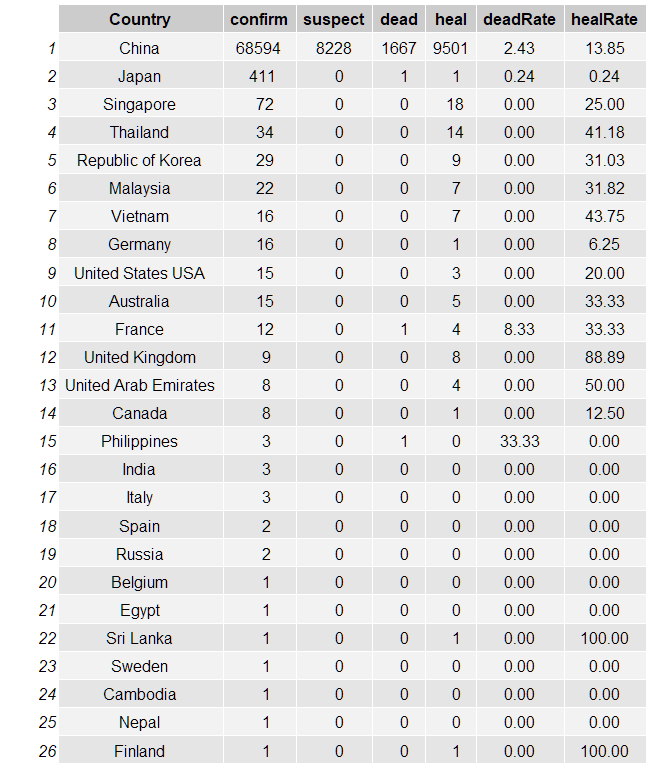 Country confirm suspect dead heal deadRate healRate
1 China 68594 8228 1667 9501 2.43 13.85
2 Japan 411 0 1 1 0.24 0.24
3 Singapore 72 0 0 18 0.00 25.00
4 Thailand 34 0 0 14 0.00 41.18
5 Republic of Korea 29 0 0 9 0.00 31.03
6 Malaysia 22 0 0 7 0.00 31.82
7 Vietnam 16 0 0 7 0.00 43.75
8 Germany 16 0 0 1 0.00 6.25
9 United States USA 15 0 0 3 0.00 20.00
10 Australia 15 0 0 5 0.00 33.33
11 France 12 0 1 4 8.33 33.33
12 United Kingdom 9 0 0 8 0.00 88.89
13 United Arab Emirates 8 0 0 4 0.00 50.00
14 Canada 8 0 0 1 0.00 12.50
15 Philippines 3 0 1 0 33.33 0.00
16 India 3 0 0 0 0.00 0.00
17 Italy 3 0 0 0 0.00 0.00
18 Spain 2 0 0 0 0.00 0.00
19 Russia 2 0 0 0 0.00 0.00
20 Belgium 1 0 0 0 0.00 0.00
21 Egypt 1 0 0 0 0.00 0.00
22 Sri Lanka 1 0 0 1 0.00 100.00
23 Sweden 1 0 0 0 0.00 0.00
24 Cambodia 1 0 0 0 0.00 0.00
25 Nepal 1 0 0 0 0.00 0.00
26 Finland 1 0 0 1 0.00 100.00